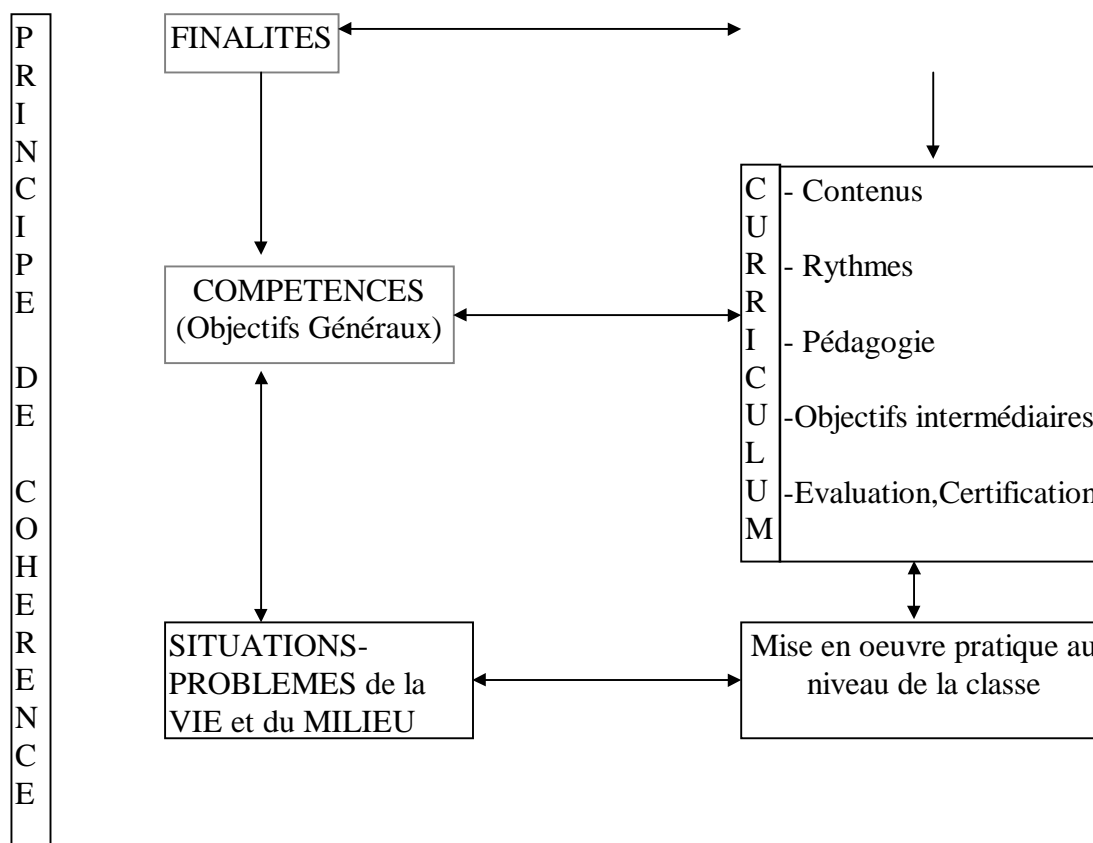 PRINCIPE DE COHERENCE
FINALITES
COMPETENCES
(Objectifs Généraux)
SITUATIONS-
PROBLEMES de la
VIE et du MILIEU
CURRICULUM
- Contenus
- Rythmes
- Pédagogie
-Objectifs intermédiaires
-Evaluation,Certification
Mise en oeuvre pratique au
niveau de la classe